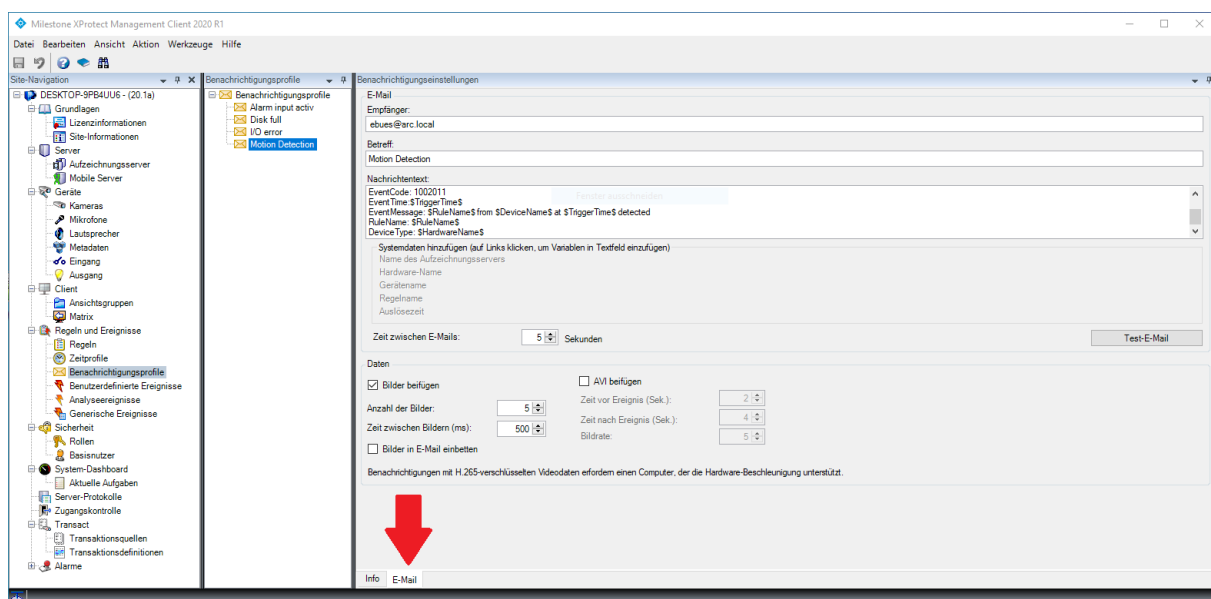 Milestone XProtect Management Client 2020 R1
Datei Bearbeiten Ansicht Aktion Werkzeuge Hilfe
Site-Navigation
DESKTOP-9PB4UU6 - (20.1a)
Grundlagen
Lizenzinformationen
Site-Informationen
Server
Aufzeichnungsserver
Mobile Server
Geräte
Kameras
Mikrofone
Lautsprecher
Metadaten
Eingang
Ausgang
Client
Ansichtsgruppen
Matrix
Regeln und Ereignisse
Regeln
Zeitprofile
Benachrichtigungsprofile
Benutzerdefinierte Ereignisse
Analyseereignisse
Generische Ereignisse
Sicherheit
Rollen
Basisnutzer
System-Dashboard
Aktuelle Aufgaben
Server-Protokolle
Zugangskontrolle
Transact
Transaktionsquellen
Transaktionsdefinitionen
Alarme
Benachrichtigungsprofile
Benachrichtigungsprofile
Alarm input activ
Disk full
I/O error
Motion Detection
Benachrichtigungseinstellungen
E-Mail
Empfänger:
ebues@arc.local
Betreff:
Motion Detection
Nachrichtentext:
EventCode: 1002011
EventTime:$TriggerTime$
EventMessage: $RuleName$ from $DeviceName$ at $TriggerTime$ detected
RuleName: $RuleName$
DeviceType: $HardwareName$
Fenster ausschneiden
Systemdaten hinzufügen (auf Links klicken, um Variablen in Textfeld einzufügen)
Name des Aufzeichnungsservers
Hardware-Name
Gerätename
Regelname
Auslösezeit
Zeit zwischen E-Mails: 5 Sekunden
Test-E-Mail
Daten
Bilder beifügen
Anzahl der Bilder: 5
Zeit zwischen Bildern (ms): 500
Bilder in E-Mail einbetten
AVI beifügen
Zeit vor Ereignis (Sek.): 2
Zeit nach Ereignis (Sek.): 4
Bildrate: 5
Benachrichtigungen mit H.265-verschlüsselten Videodaten erfordern einen Computer, der die Hardware-Beschleunigung unterstützt.
Info E-Mail